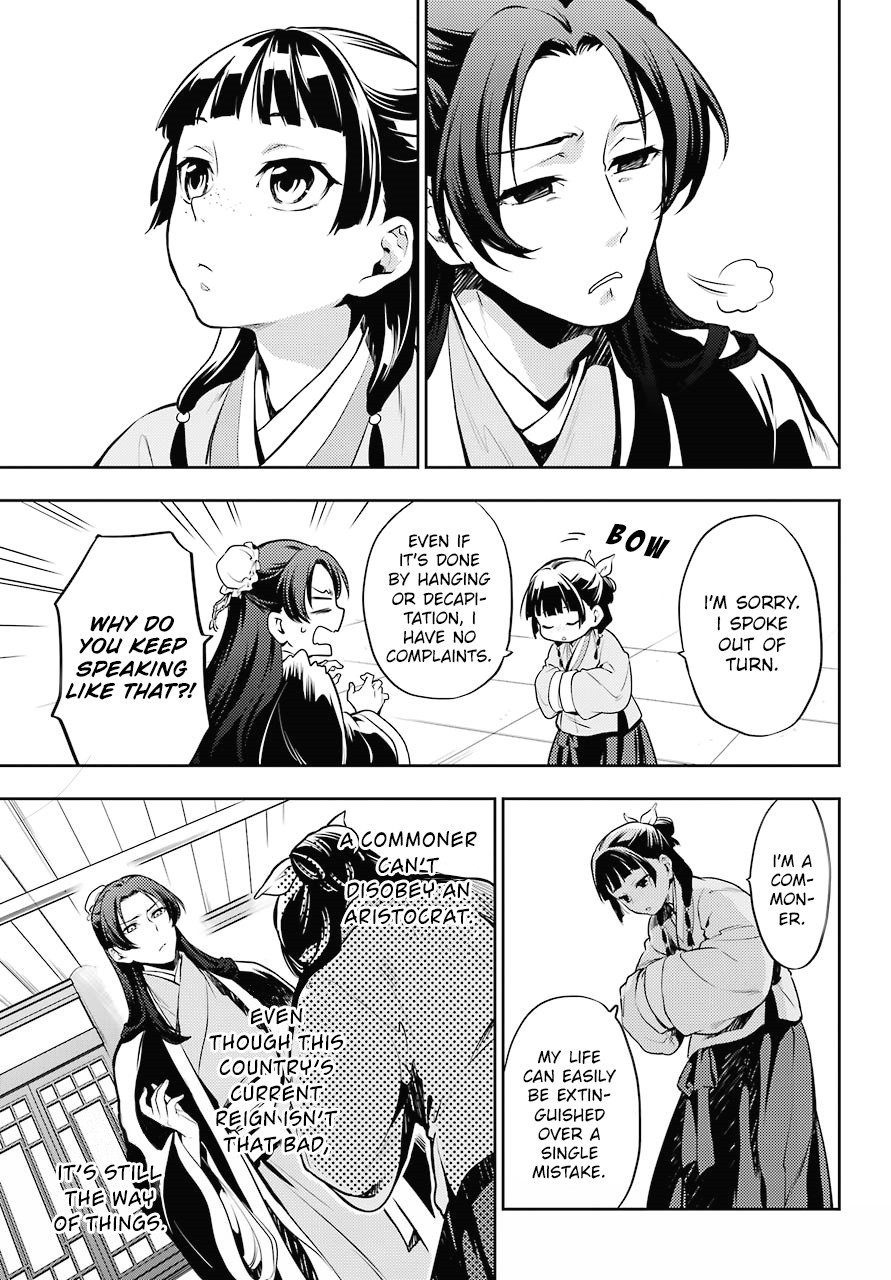 BOW
I'M SORRY.
I SPOKE
OUT OF
TURN.
EVEN IF
IT'S DONE
BY HANGING
OR DECAPI-
TATION, I
HAVE NO
COMPLAINTS.
WHY DO
YOU KEEP
SPEAKING
LIKE THAT?!
I'M A
COM-
MON-
ER.
MY LIFE
CAN EASILY
BE EXTIN-
GUISHED
OVER A
SINGLE
MISTAKE.
A COMMONER
CAN'T
DISOBEY AN
ARISTOCRAT.
EVEN
THOUGH THIS
COUNTRY'S
CURRENT
REIGN ISN'T
THAT BAD,
IT'S STILL
THE WAY
OF THINGS.